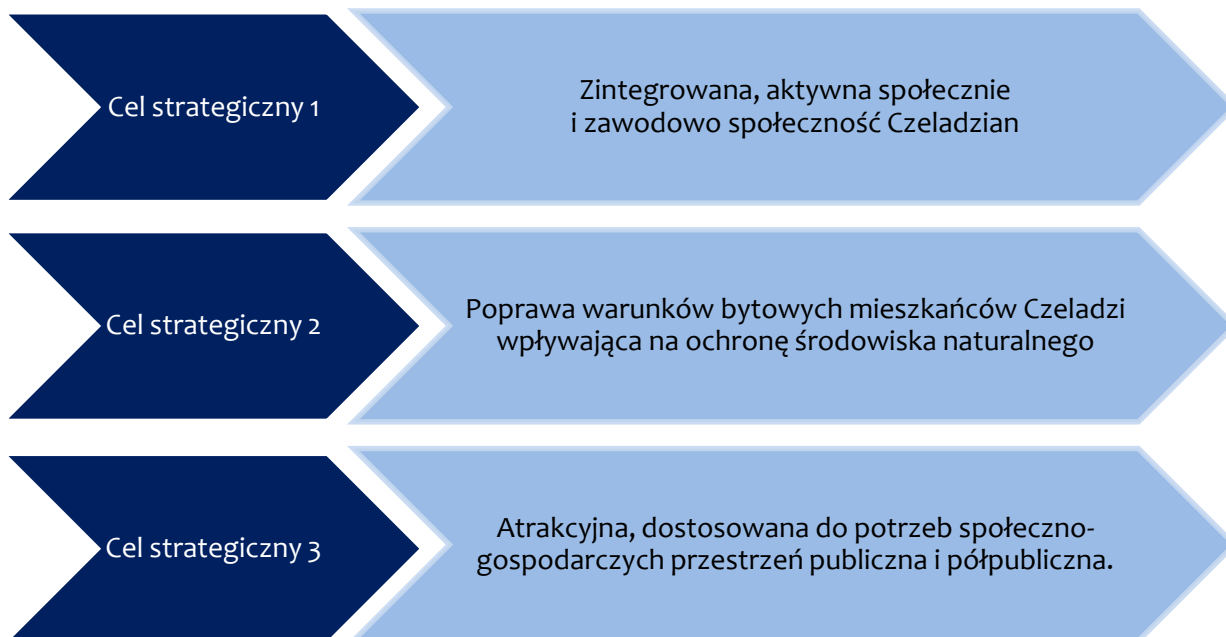 Cel strategiczny 1
Zintegrowana, aktywna społecznie
i zawodowo społeczność Czeladzian
Cel strategiczny 2
Poprawa warunków bytowych mieszkańców Czeladzi
wpływająca na ochronę środowiska naturalnego
Cel strategiczny 3
Atrakcyjna, dostosowana do potrzeb społeczno-
gospodarczych przestrzeń publiczna i półpubliczna.